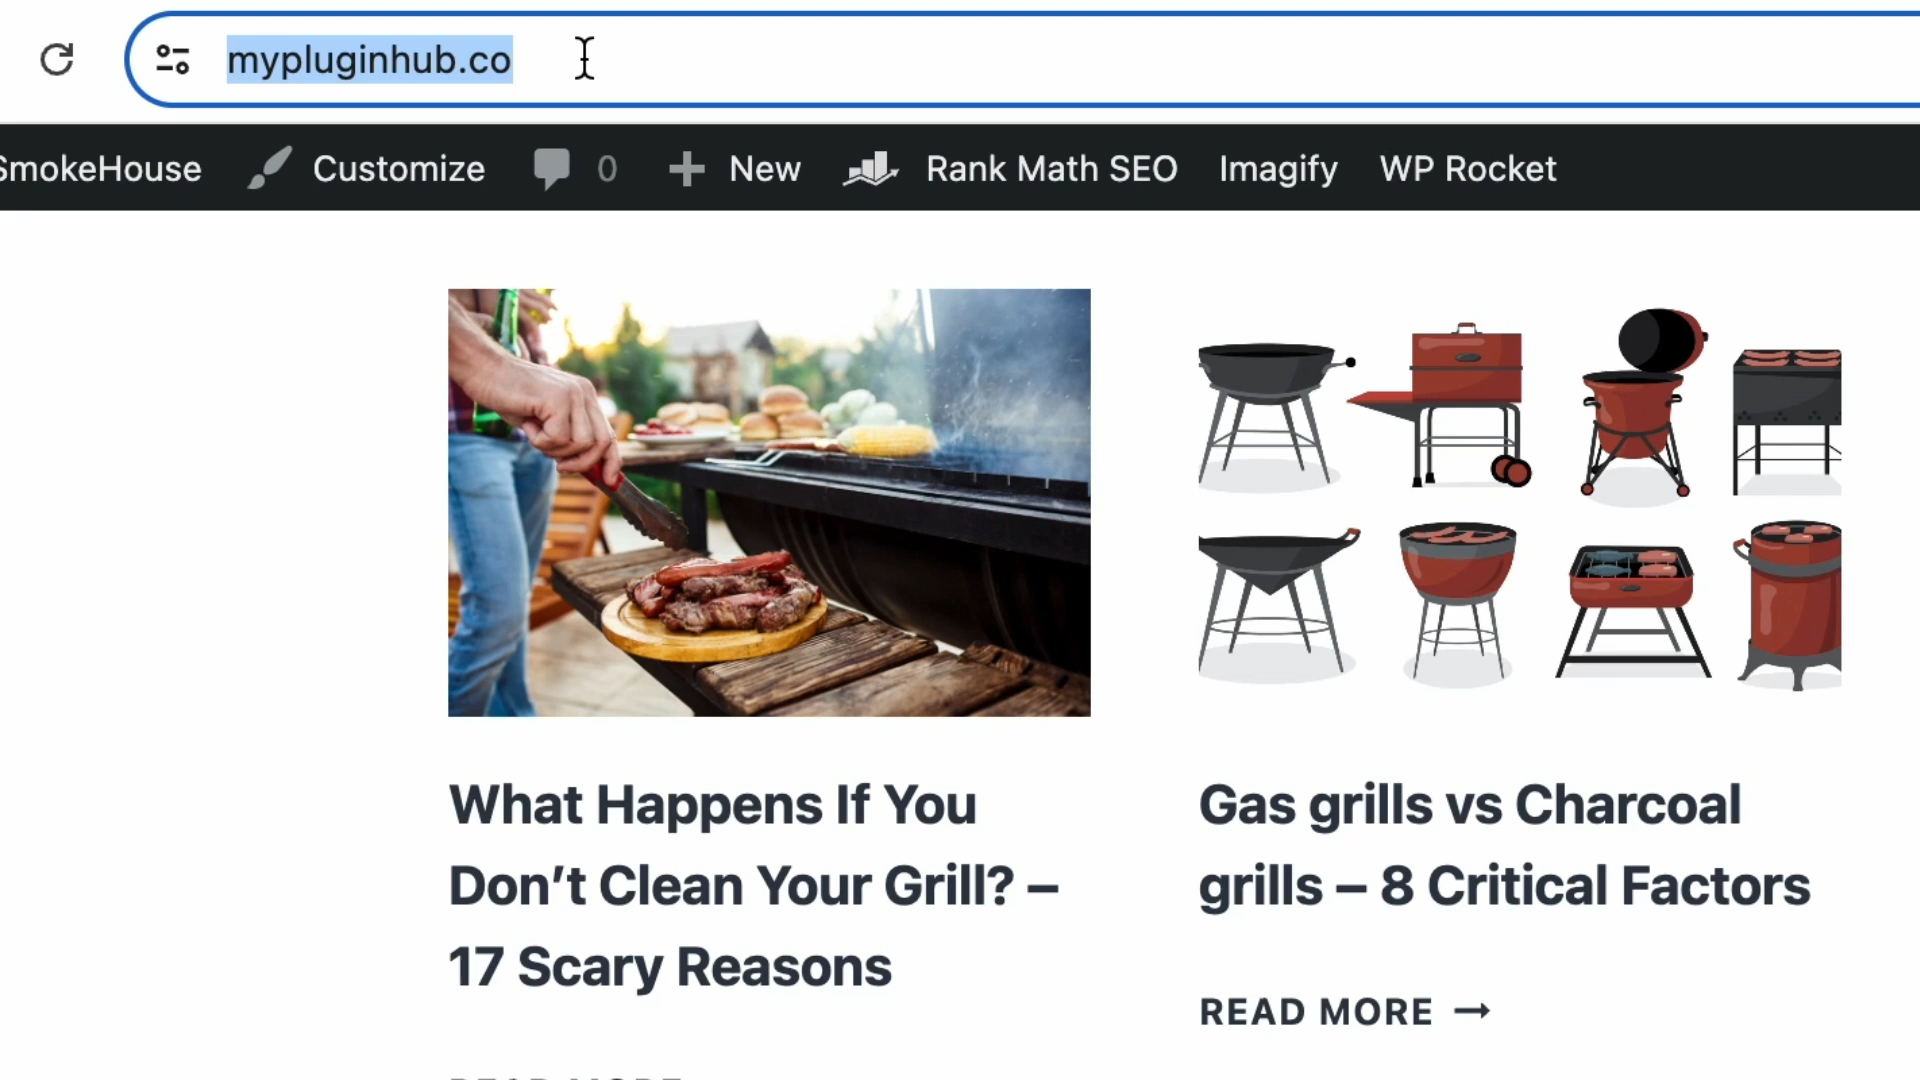 mypluginhub.co
SmokeHouse Customize 0 New Rank Math SEO Imagify WP Rocket
What Happens If You
Don’t Clean Your Grill? –
17 Scary Reasons
Gas grills vs Charcoal
grills – 8 Critical Factors
READ MORE →